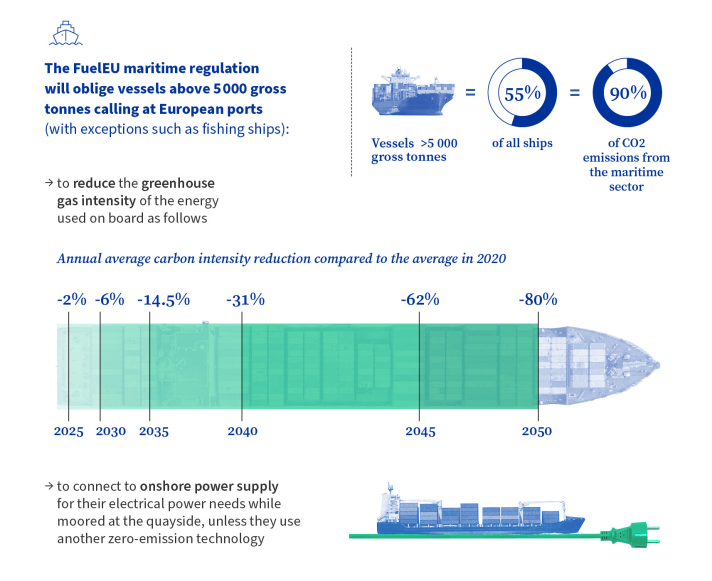 The FuelEU maritime regulation
will oblige vessels above 5000 gross
tonnes calling at European ports
(with exceptions such as fishing ships):
55%
90%
=
=
Vessels >5 000
gross tonnes
of all ships
of CO2
emissions from
the maritime
sector
→ to reduce the greenhouse
gas intensity of the energy
used on board as follows
Annual average carbon intensity reduction compared to the average in 2020
-2% -6% -14.5% -31% -62% -80%
2025 2030 2035 2040 2045 2050
→ to connect to onshore power supply
for their electrical power needs while
moored at the quayside, unless they use
another zero-emission technology